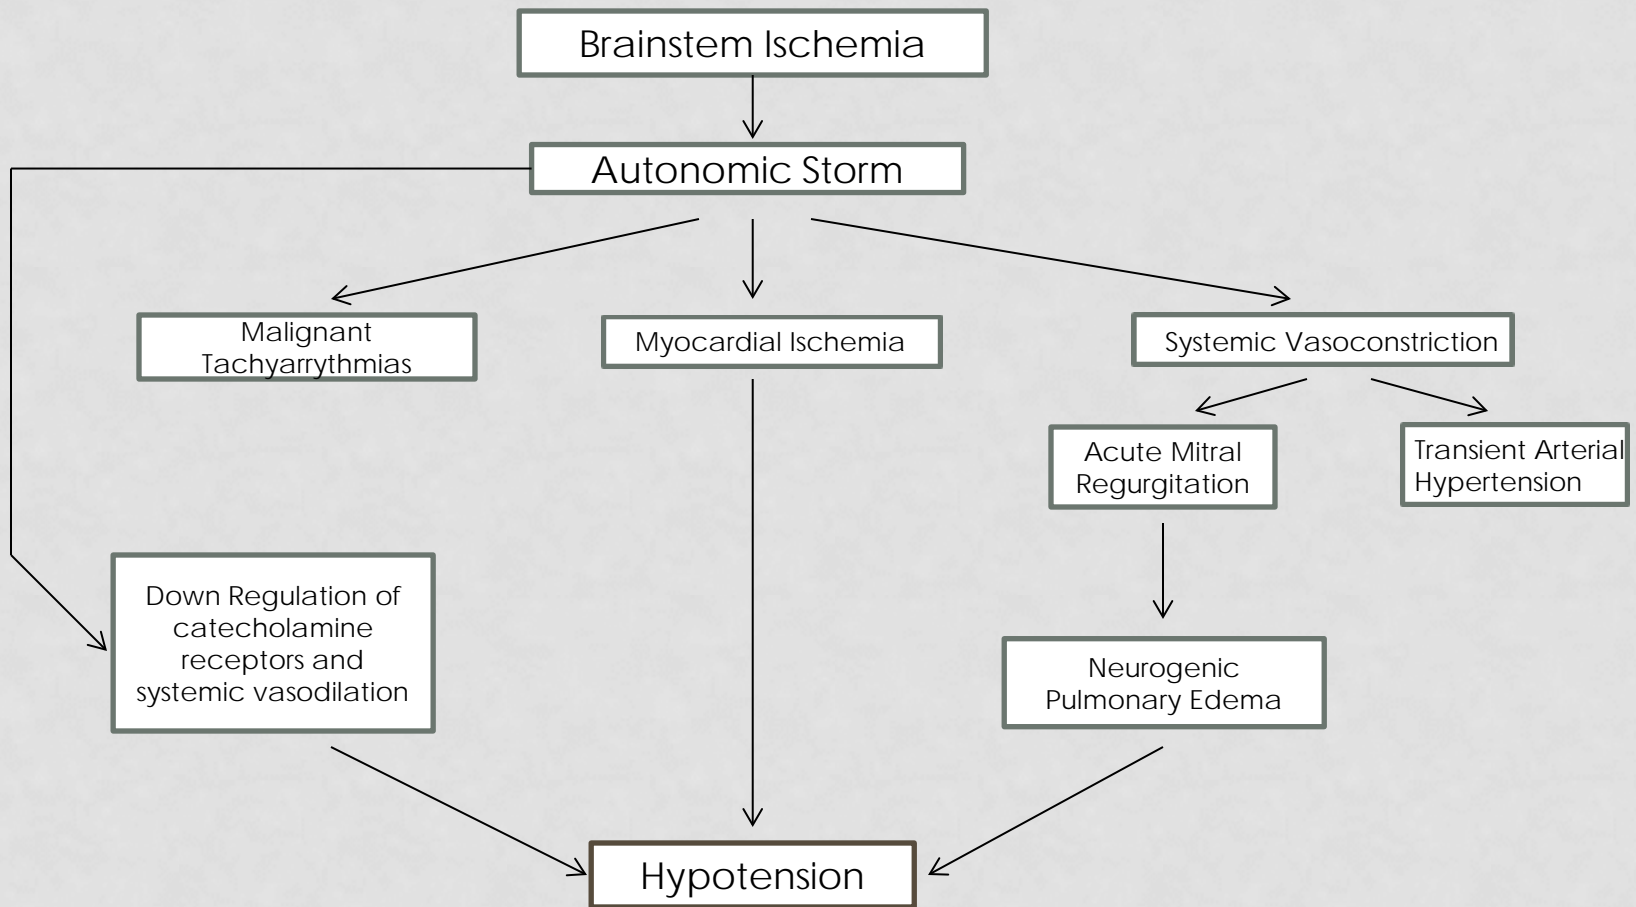 Brainstem Ischemia
Autonomic Storm
Malignant
Tachyarrythmias
Myocardial Ischemia
Systemic Vasoconstriction
Acute Mitral
Regurgitation
Transient Arterial
Hypertension
Down Regulation of
catecholamine
receptors and
systemic vasodilation
Neurogenic
Pulmonary Edema
Hypotension